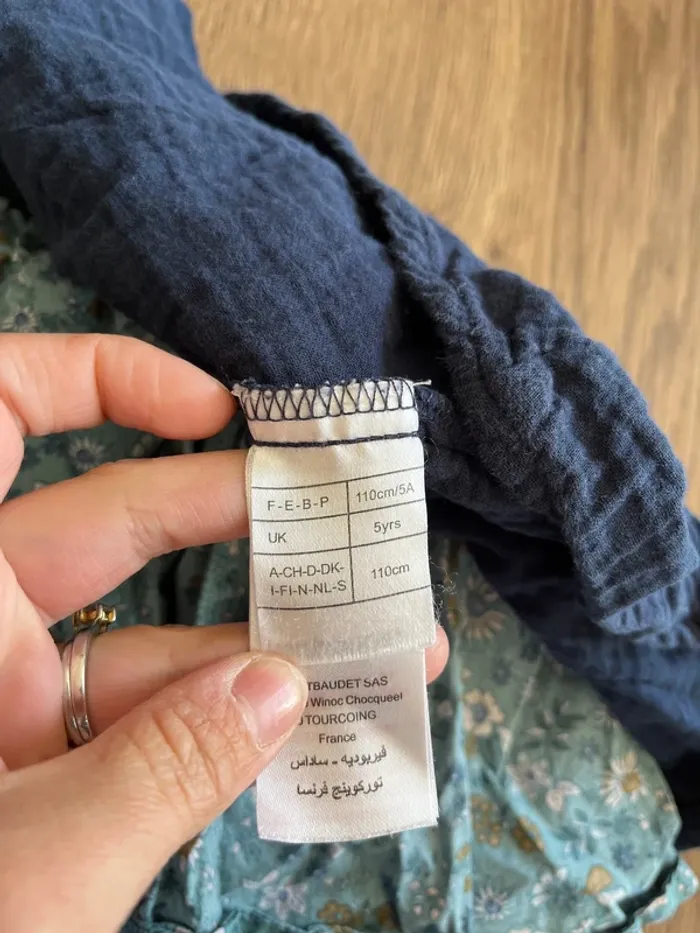 F-E-B-P 110cm/5A
UK 5yrs
A-CH-D-DK- 110cm
I-FI-N-NL-S
TBAUDET SAS
Winoc Chocqueel
TOURCOING
France
فيربوديه - ساداس
توركوينج فرنسا